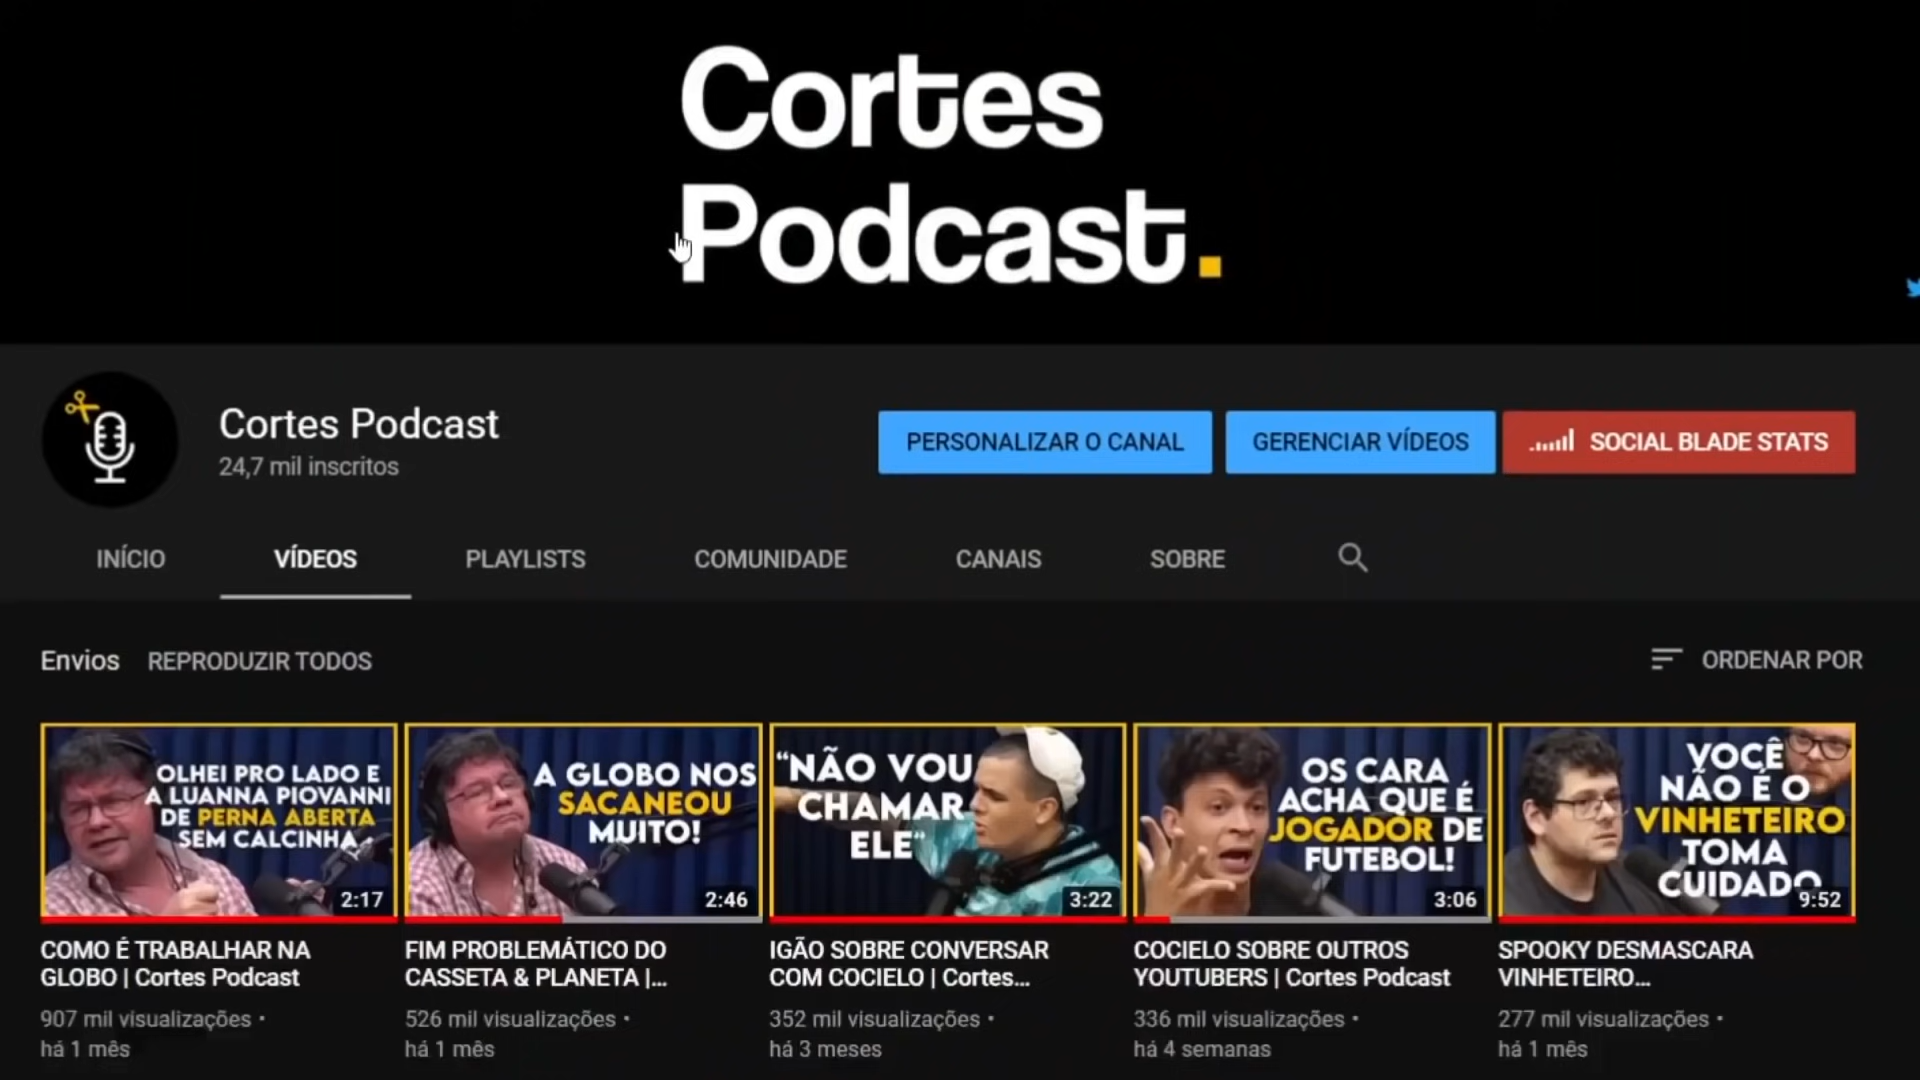 Cortes
Podcast.
Cortes Podcast
24,7 mil inscritos
PERSONALIZAR O CANAL
GERENCIAR VÍDEOS
SOCIAL BLADE STATS
INÍCIO
VÍDEOS
PLAYLISTS
COMUNIDADE
CANAIS
SOBRE
Envios
REPRODUZIR TODOS
ORDENAR POR
OLHEI PRO LADO E
A LUANNA PIOVANNI
DE PERNA ABERTA
SEM CALCINHA
2:17
COMO É TRABALHAR NA
GLOBO | Cortes Podcast
907 mil visualizações •
há 1 mês
A GLOBO NOS
SACANEOU
MUITO!
2:46
FIM PROBLEMÁTICO DO
CASSETA & PLANETA |...
526 mil visualizações •
há 1 mês
“NÃO VOU
CHAMAR
ELE“
3:22
IGÃO SOBRE CONVERSAR
COM COCIELO | Cortes...
352 mil visualizações •
há 3 meses
OS CARA
ACHA QUE É
JOGADOR DE
FUTEBOL!
3:06
COCIELO SOBRE OUTROS
YOUTUBERS | Cortes Podcast
336 mil visualizações •
há 4 semanas
VOCÊ
NÃO É O
VINHETEIRO
TOMA
CUIDADO
9:52
SPOOKY DESMASCARA
VINHETEIRO...
277 mil visualizações •
há 1 mês